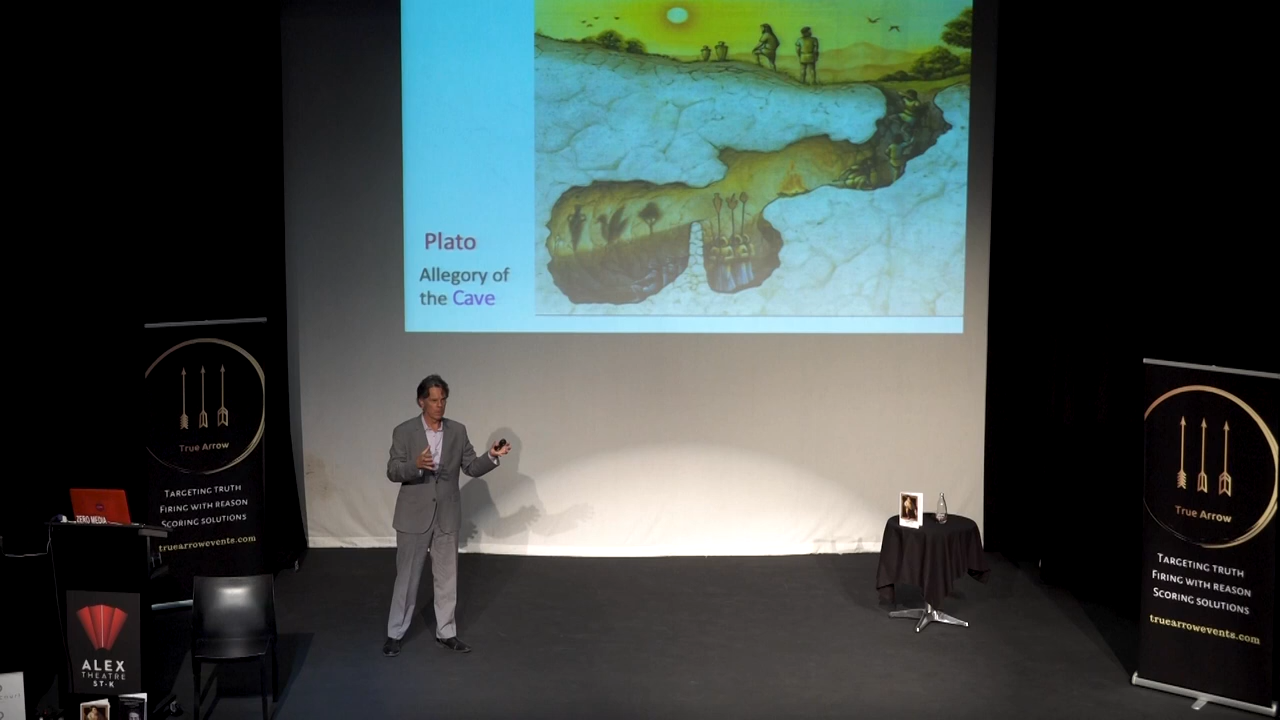 Plato
Allegory of
the Cave
True Arrow
TARGETING TRUTH
FIRING WITH REASON
SCORING SOLUTIONS
truearrowevents.com
ZERO MEDIA
ALEX
THEATRE
ST·K
True Arrow
TARGETING TRUTH
FIRING WITH REASON
SCORING SOLUTIONS
truearrowevents.com